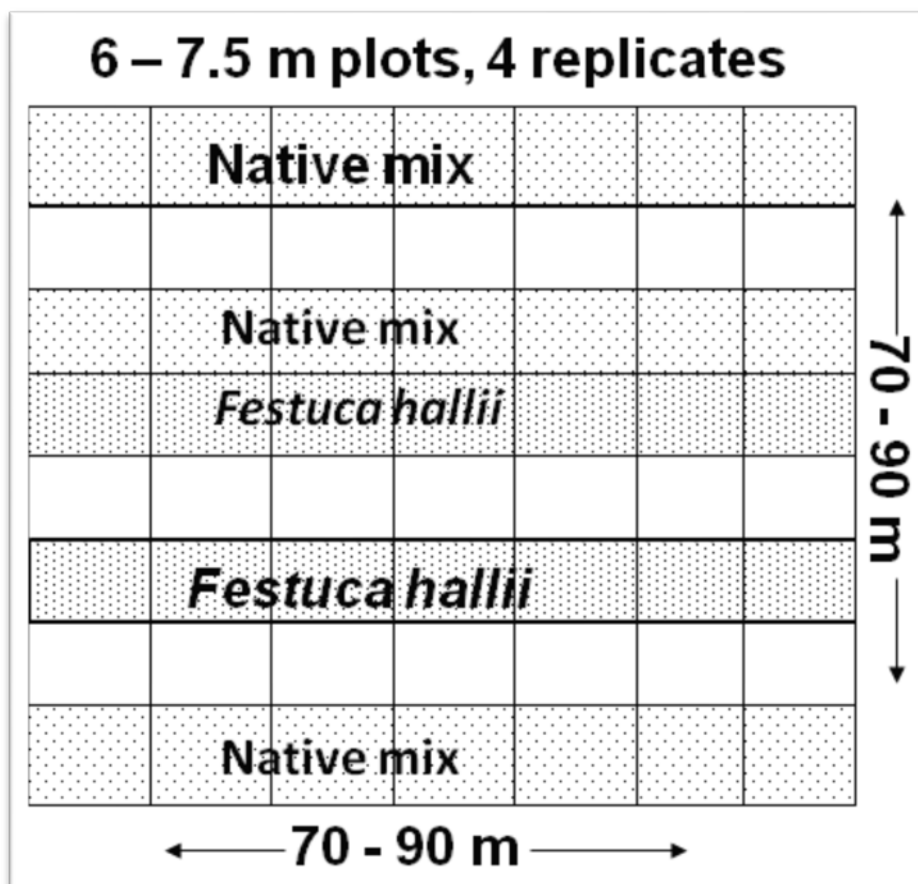 6 – 7.5 m plots, 4 replicates
Native mix
Native mix
Festuca hallii
Festuca hallii
Native mix
70 - 90 m
70 - 90 m